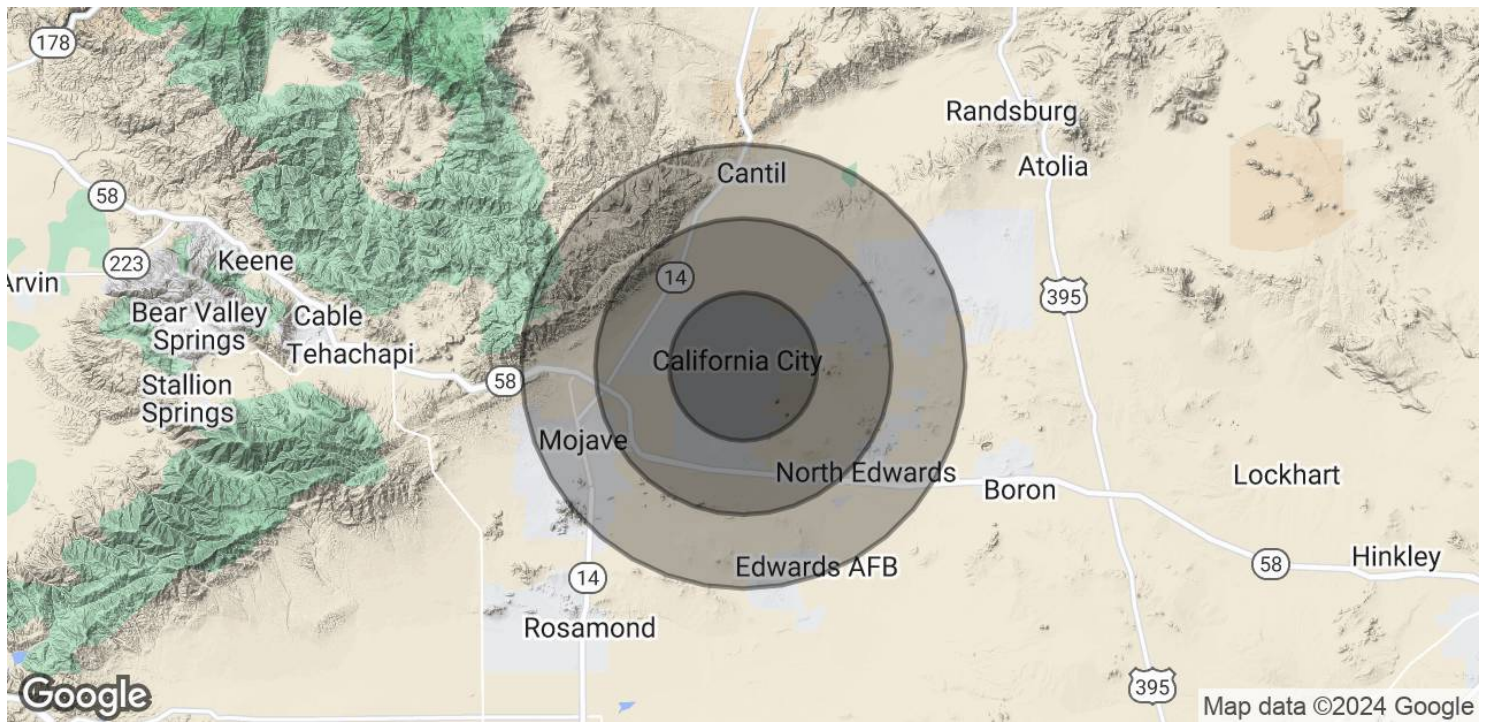 178
Randsburg
Cantil
Atolia
58
223
Keene
14
Arvin
395
Bear Valley
Springs
Cable
Tehachapi
California City
58
Stallion
Springs
Mojave
North Edwards
Boron
Lockhart
Edwards AFB
58
Hinkley
14
Rosamond
395
Google
Map data ©2024 Google